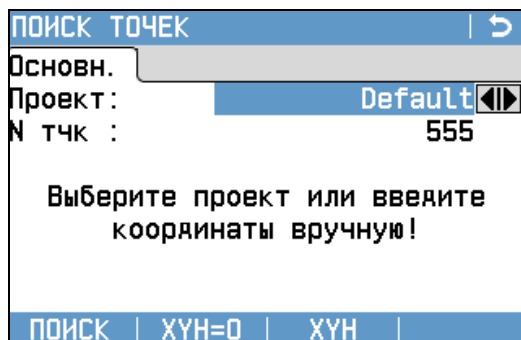 ПОИСК ТОЧЕК
Основн.
Проект: Default
N тчк : 555
Выберите проект или введите
координаты вручную!
ПОИСК | XYH=0 | XYH |